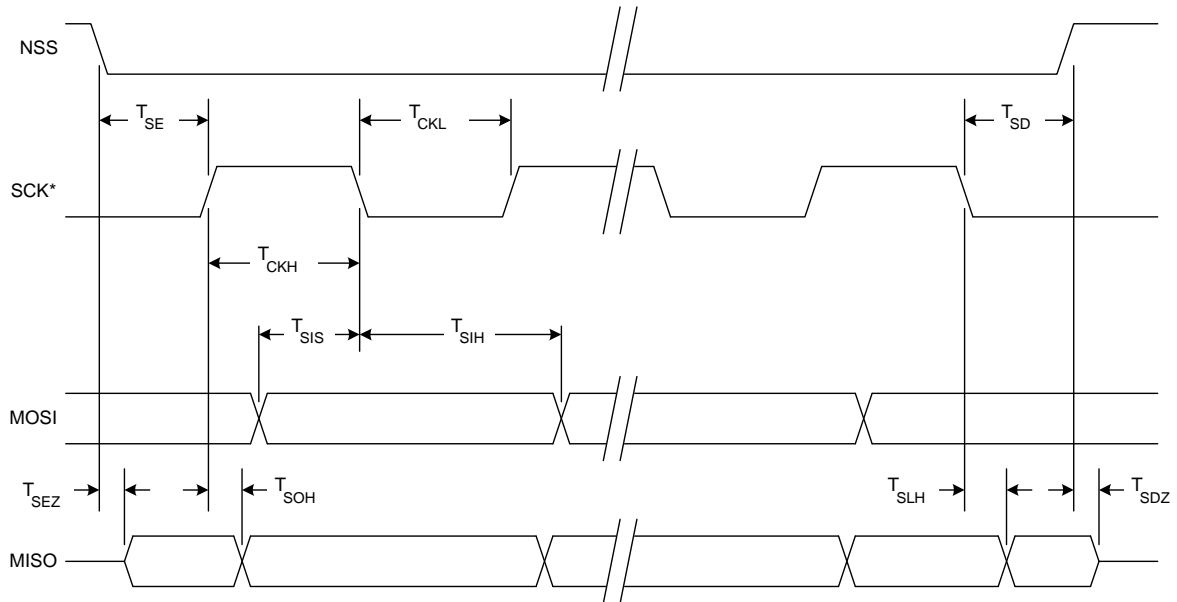 NSS
T_SE
T_CKL
T_SD
SCK*
T_CKH
T_SIS
T_SIH
MOSI
T_SEZ
T_SOH
T_SLH
T_SDZ
MISO